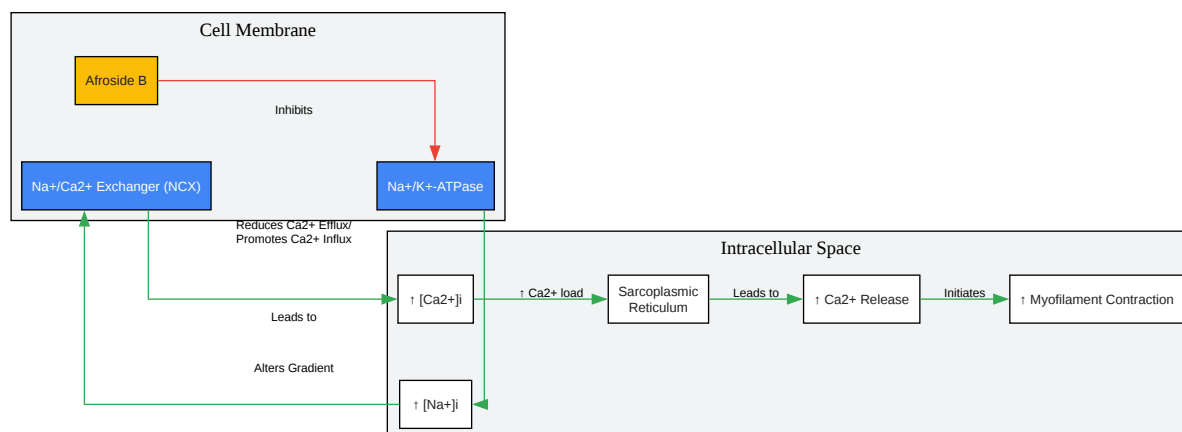 Cell Membrane
Afroside B
Inhibits
Na+/Ca2+ Exchanger (NCX)
Na+/K+-ATPase
Reduces Ca2+ Efflux/
Promotes Ca2+ Influx
Intracellular Space
↑ [Ca2+]i
↑ Ca2+ load
Sarcoplasmic
Reticulum
Leads to
↑ Ca2+ Release
Initiates
↑ Myofilament Contraction
Leads to
Alters Gradient
↑ [Na+]i